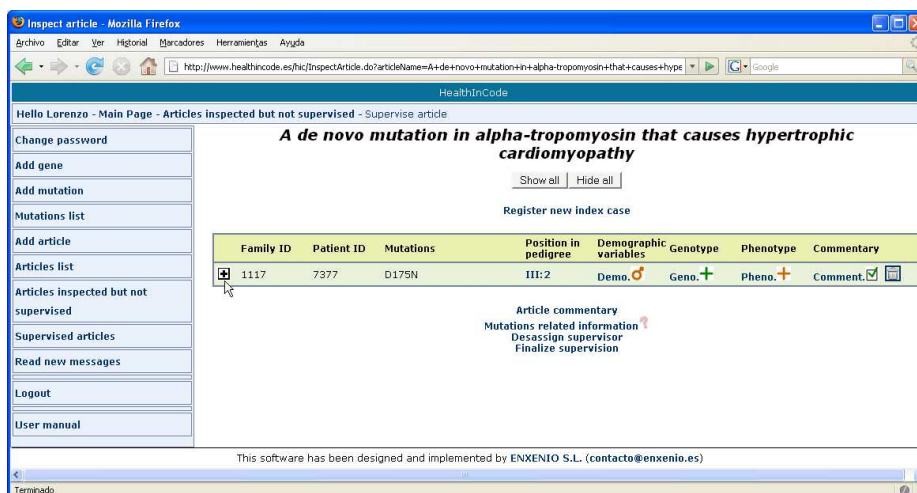 Inspect article - Mozilla Firefox
Archivo Editar Ver Historial Marcadores Herramientas Ayuda
http://www.healthincode.es/hic/InspectArticle.do?articleName=A+de+novo+mutation+in+alpha-tropomyosin+that+causes+hype
Google
HealthInCode
Hello Lorenzo - Main Page - Articles inspected but not supervised - Supervise article
Change password
Add gene
Add mutation
Mutations list
Add article
Articles list
Articles inspected but not
supervised
Supervised articles
Read new messages
Logout
User manual
A de novo mutation in alpha-tropomyosin that causes hypertrophic
cardiomyopathy
Show all Hide all
Register new index case
Family ID Patient ID Mutations Position in pedigree Demographic variables Genotype Phenotype Commentary
1117 7377 D175N III:2 Demo. Geno. Pheno. Comment.
Article commentary
Mutations related information ?
Desassign supervisor
Finalize supervision
This software has been designed and implemented by ENXENIO S.L. (contacto@enxenio.es)
Terminado